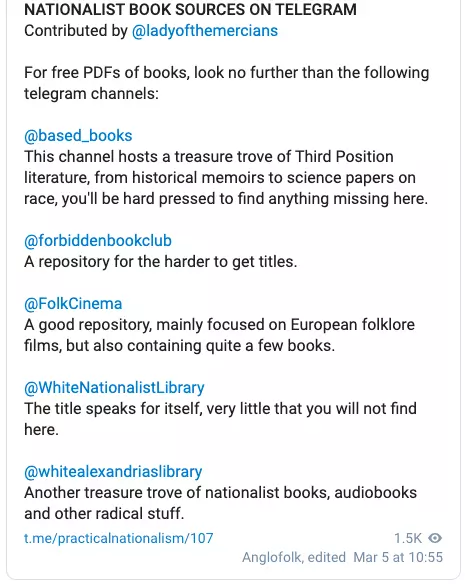 NATIONALIST BOOK SOURCES ON TELEGRAM
Contributed by @ladyofthemercians
For free PDFs of books, look no further than the following
telegram channels:
@based_books
This channel hosts a treasure trove of Third Position
literature, from historical memoirs to science papers on
race, you'll be hard pressed to find anything missing here.
@forbiddenbookclub
A repository for the harder to get titles.
@FolkCinema
A good repository, mainly focused on European folklore
films, but also containing quite a few books.
@WhiteNationalistLibrary
The title speaks for itself, very little that you will not find
here.
@whitealexandriaslibrary
Another treasure trove of nationalist books, audiobooks
and other radical stuff.
t.me/practicalnationalism/107 1.5K
Anglofolk, edited Mar 5 at 10:55